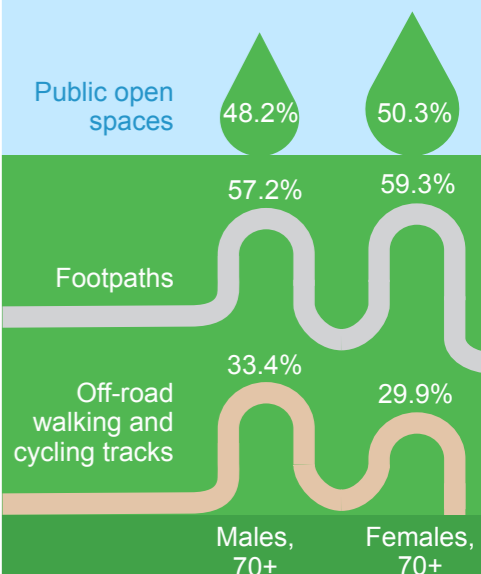 Public open
spaces
48.2%
50.3%
57.2%
59.3%
Footpaths
33.4%
29.9%
Off-road
walking and
cycling tracks
Males,
70+
Females,
70+